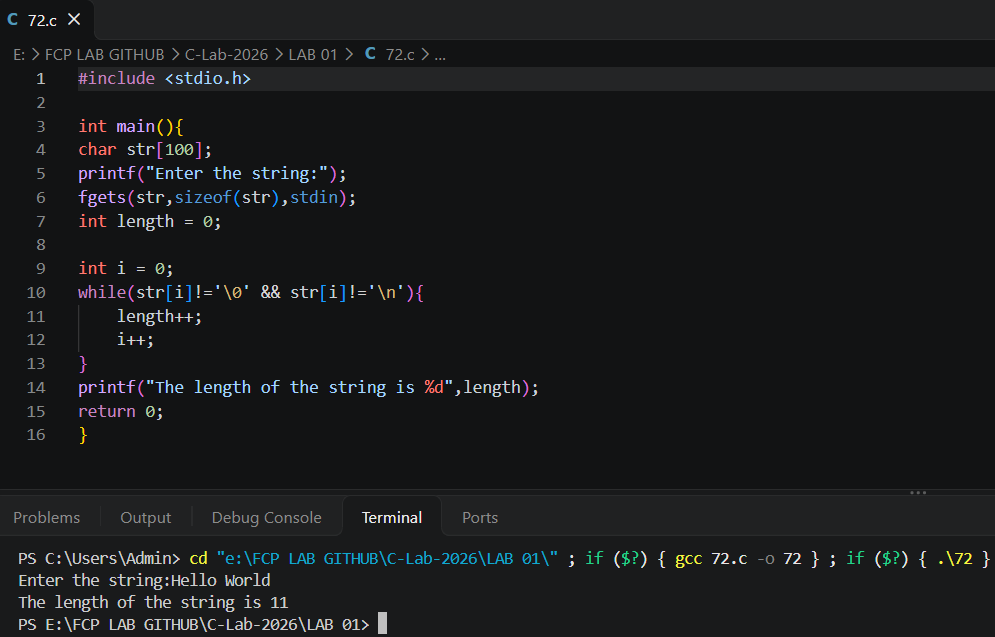 C 72.c ×
E: > FCP LAB GITHUB > C-Lab-2026 > LAB 01 > C 72.c > ...
1 #include <stdio.h>
2
3 int main(){
4 char str[100];
5 printf("Enter the string:");
6 fgets(str,sizeof(str),stdin);
7 int length = 0;
8
9 int i = 0;
10 while(str[i]!='\0' && str[i]!='\n'){
11     length++;
12     i++;
13 }
14 printf("The length of the string is %d",length);
15 return 0;
16 }
Problems Output Debug Console Terminal Ports
PS C:\Users\Admin> cd "e:\FCP LAB GITHUB\C-Lab-2026\LAB 01\" ; if ($?) { gcc 72.c -o 72 } ; if ($?) { .\72 }
Enter the string:Hello World
The length of the string is 11
PS E:\FCP LAB GITHUB\C-Lab-2026\LAB 01>